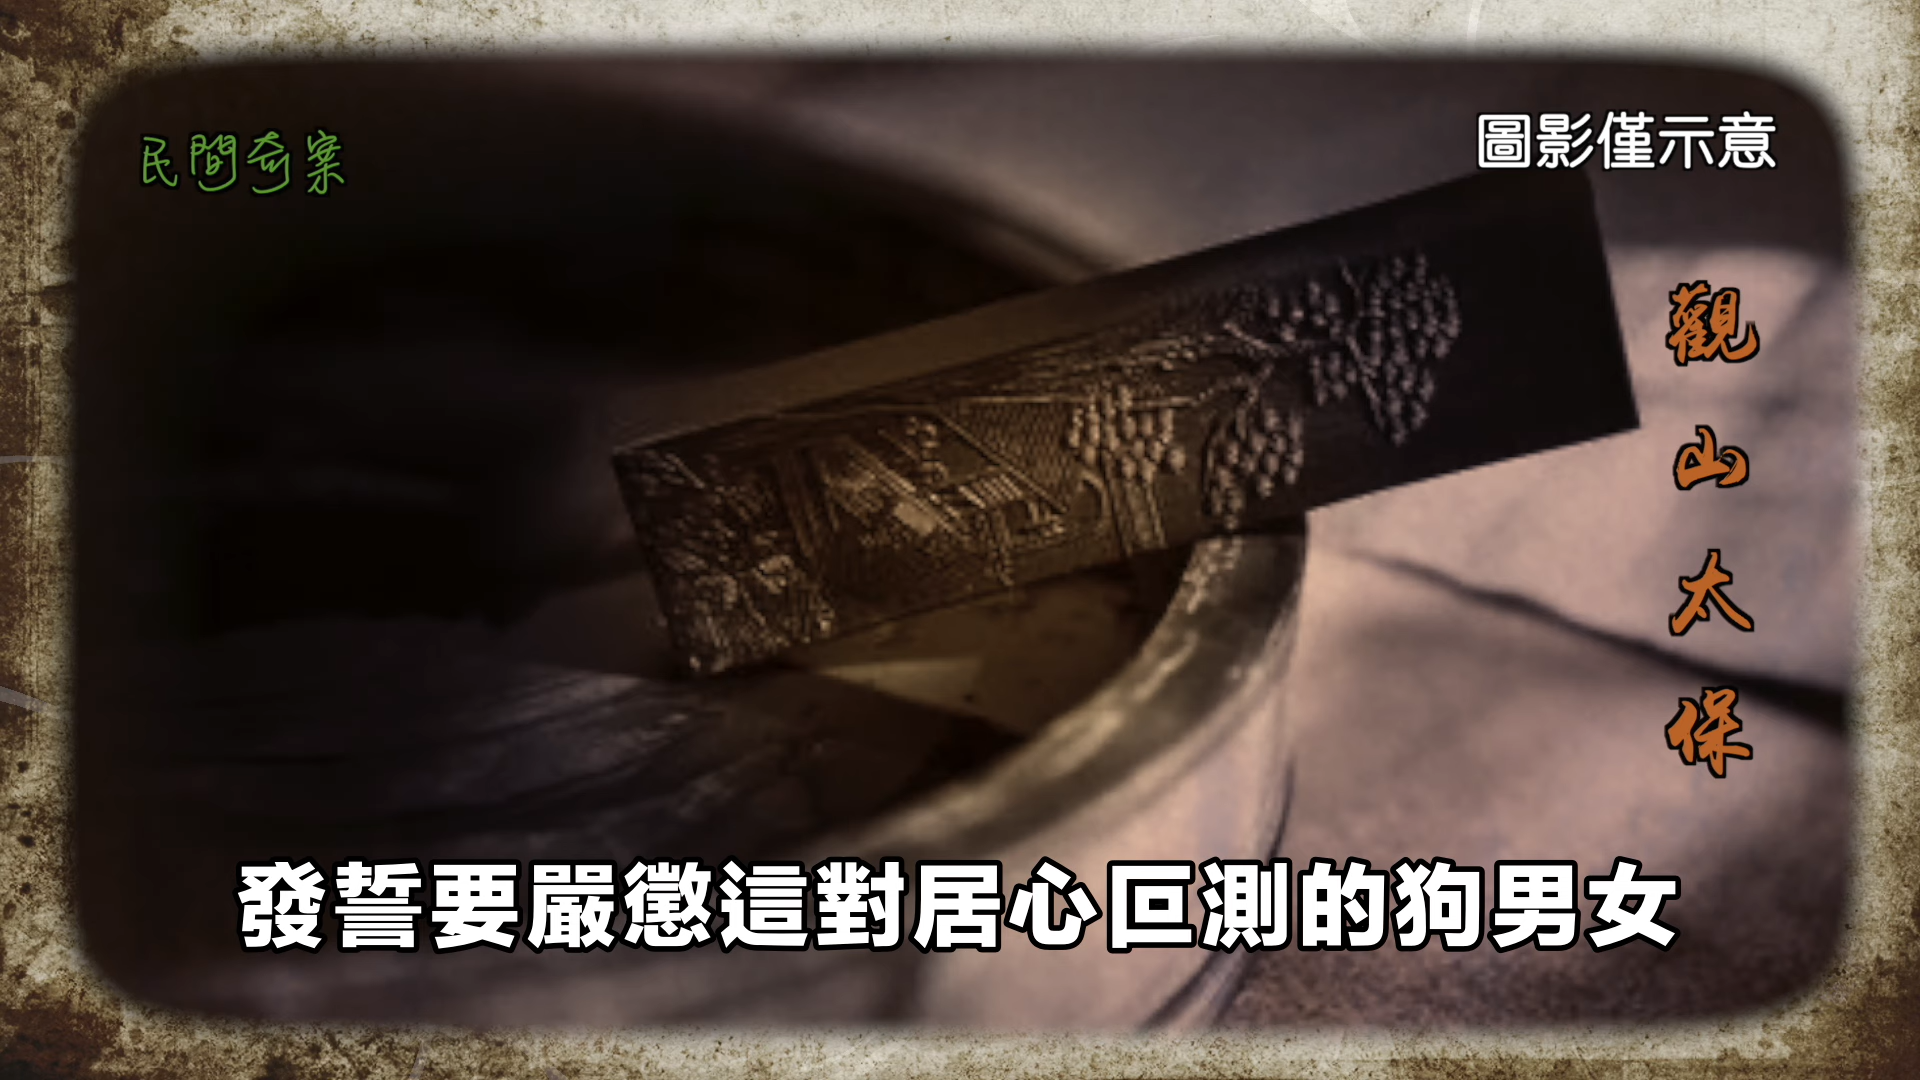 民間奇案
圖影僅示意
觀山太保
發誓要嚴懲這對居心叵測的狗男女